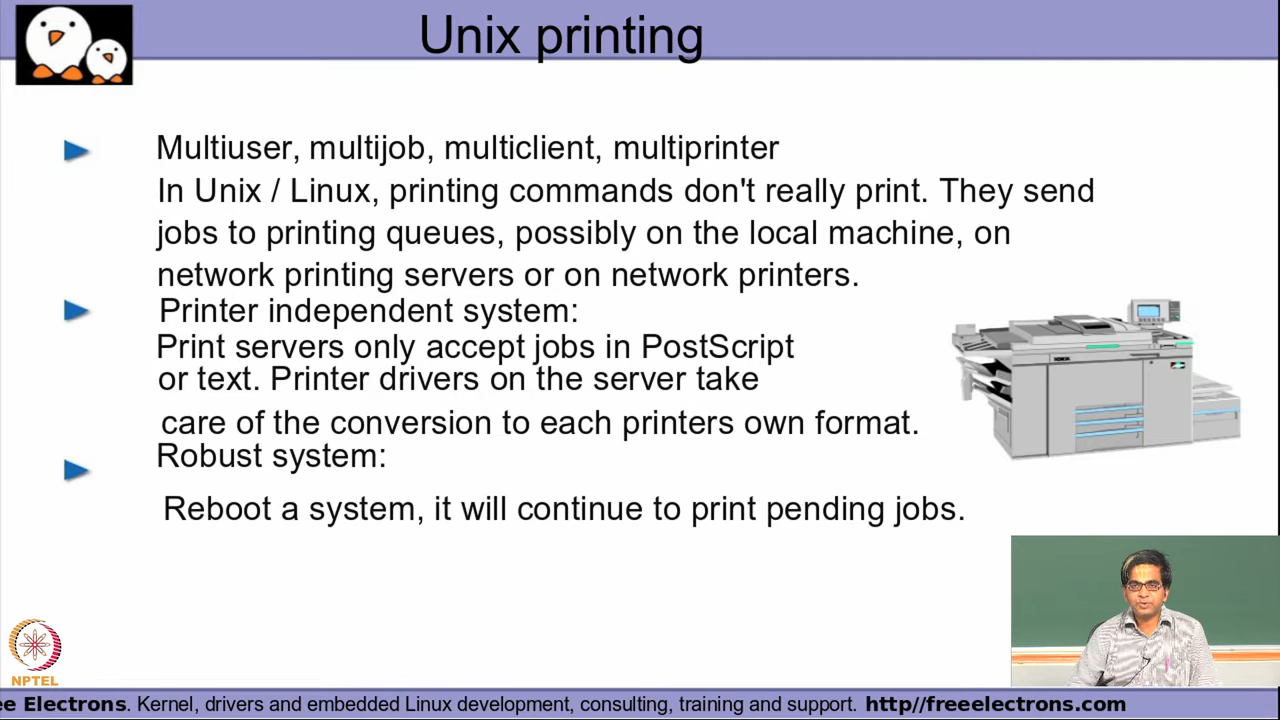 Unix printing
Multiuser, multijob, multiclient, multiprinter
In Unix / Linux, printing commands don't really print. They send
jobs to printing queues, possibly on the local machine, on
network printing servers or on network printers.
Printer independent system:
Print servers only accept jobs in PostScript
or text. Printer drivers on the server take
care of the conversion to each printers own format.
Robust system:
Reboot a system, it will continue to print pending jobs.
XEROX
NPTEL
ee Electrons. Kernel, drivers and embedded Linux development, consulting, training and support. http//freeelectrons.com